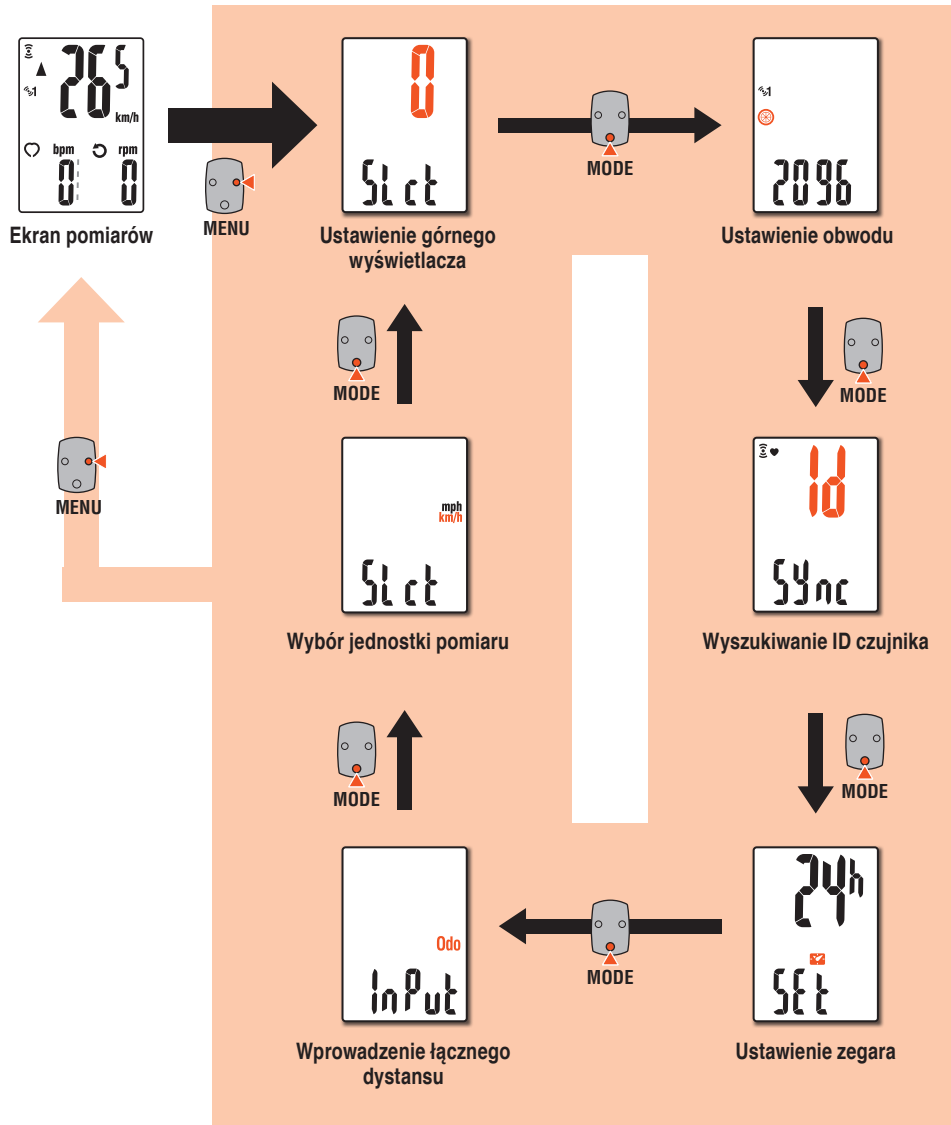 265
km/h
1
bpm rpm
0 0
Ekran pomiarów
MENU
0
SLct
Ustawienie górnego
wyświetlacza
MODE
1
2096
Ustawienie obwodu
MODE
MODE
MENU
mph
km/h
SLct
Wybór jednostki pomiaru
Id
SYnc
Wyszukiwanie ID czujnika
MODE
MODE
Odo
InPut
Wprowadzenie łącznego
dystansu
MODE
24h
SEt
Ustawienie zegara